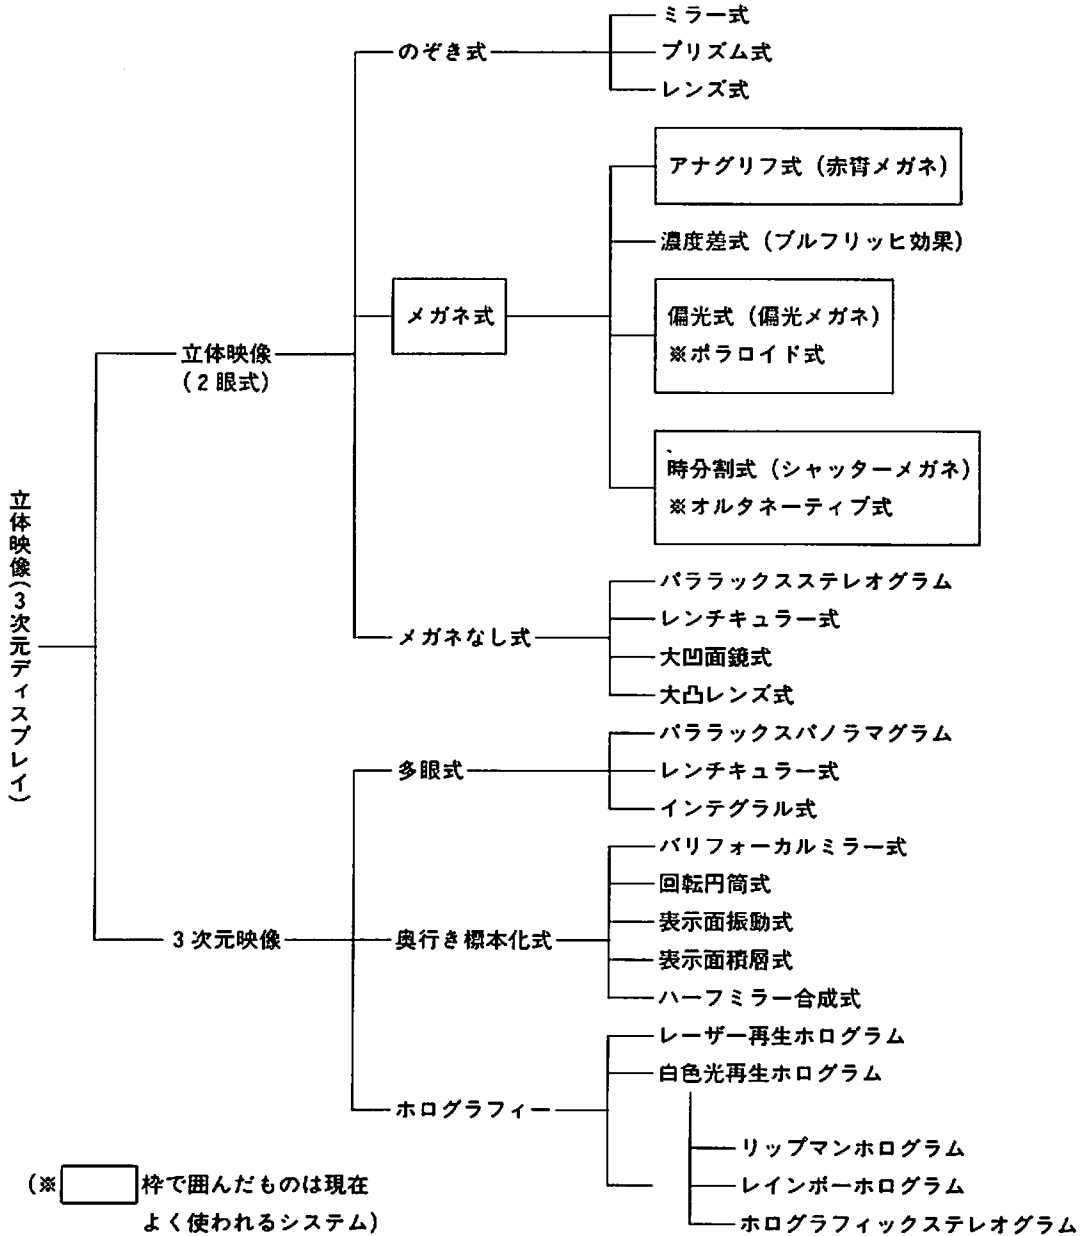 立体映像(3次元ディスプレイ)
立体映像
(2眼式)
のぞき式
ミラー式
プリズム式
レンズ式
メガネ式
アナグリフ式(赤青メガネ)
濃度差式(プルフリッヒ効果)
偏光式(偏光メガネ)
※ポラロイド式
時分割式(シャッターメガネ)
※オルタネーティブ式
メガネなし式
パララックスステレオグラム
レンチキュラー式
大凹面鏡式
大凸レンズ式
3次元映像
多眼式
パララックスパノラマグラム
レンチキュラー式
インテグラル式
奥行き標本化式
バリフォーカルミラー式
回転円筒式
表示面振動式
表示面積層式
ハーフミラー合成式
ホログラフィー
レーザー再生ホログラム
白色光再生ホログラム
リップマンホログラム
レインボーホログラム
ホログラフィックステレオグラム
(※ 枠で囲んだものは現在
よく使われるシステム)